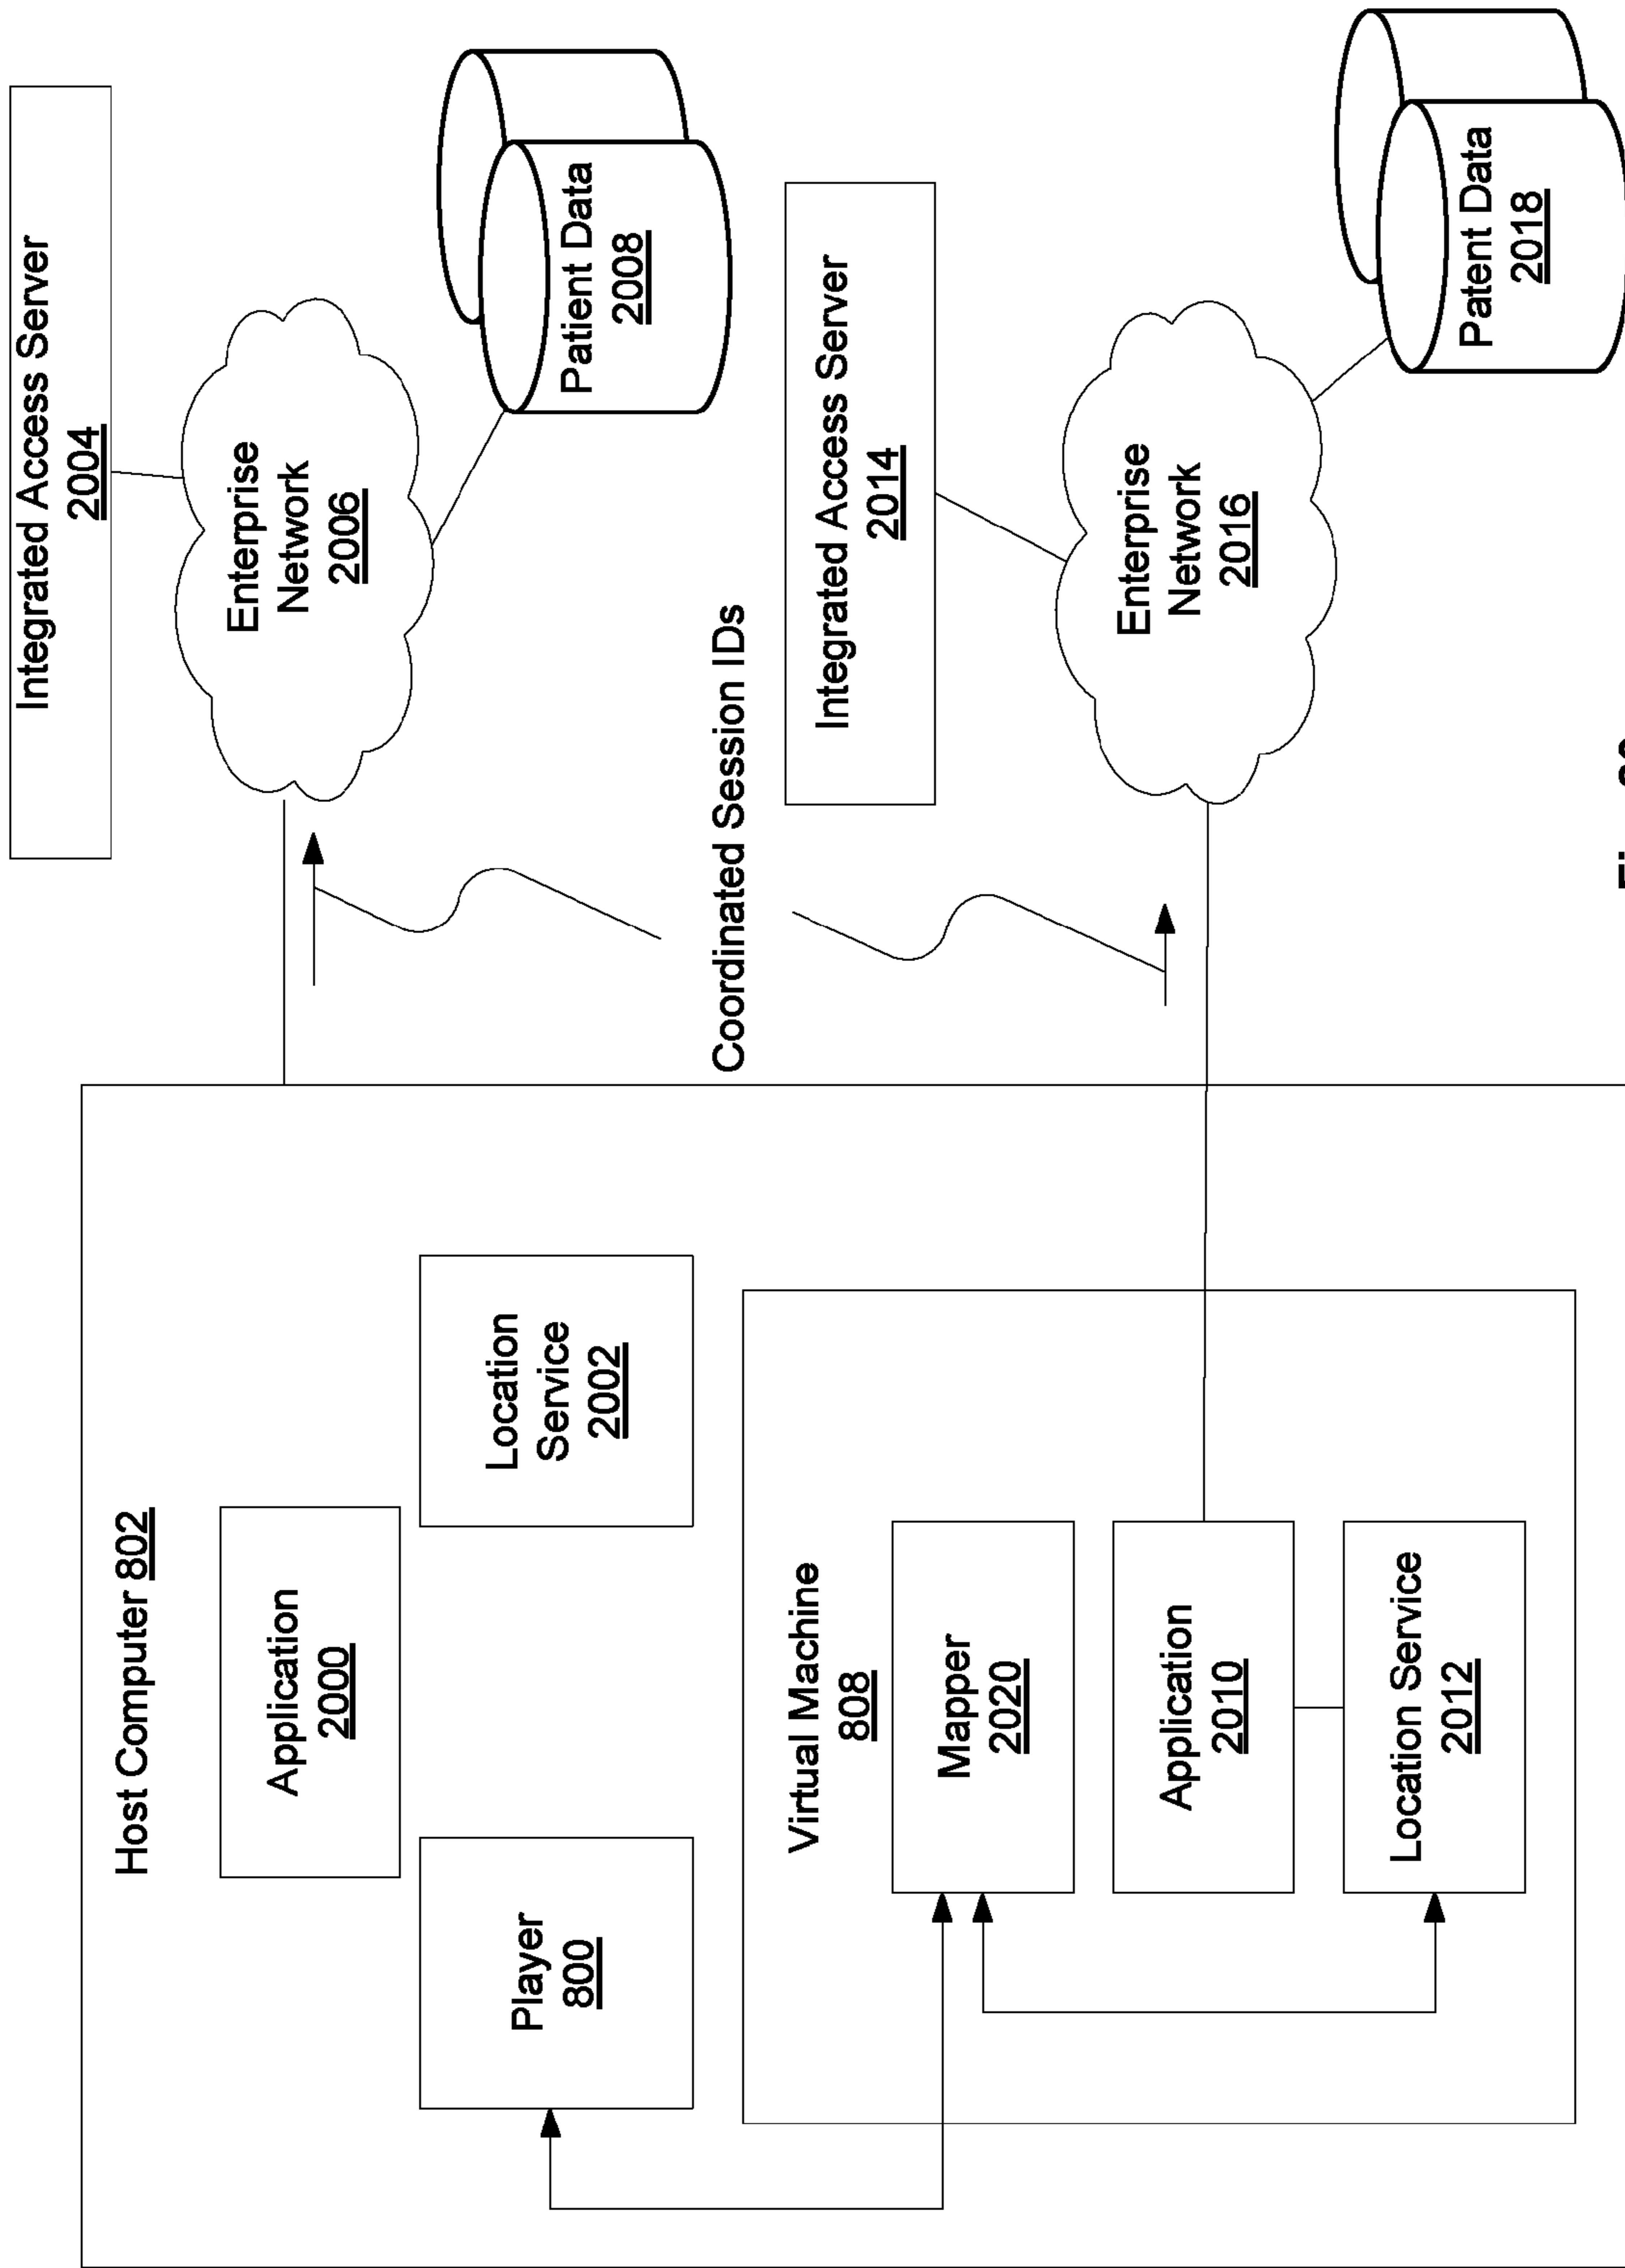 Host Computer 802
Application
2000
Player
800
Location
Service
2002
Virtual Machine
808
Mapper
2020
Application
2010
Location Service
2012
Integrated Access Server
2004
Enterprise
Network
2006
Patient Data
2008
Coordinated Session IDs
Integrated Access Server
2014
Enterprise
Network
2016
Patent Data
2018